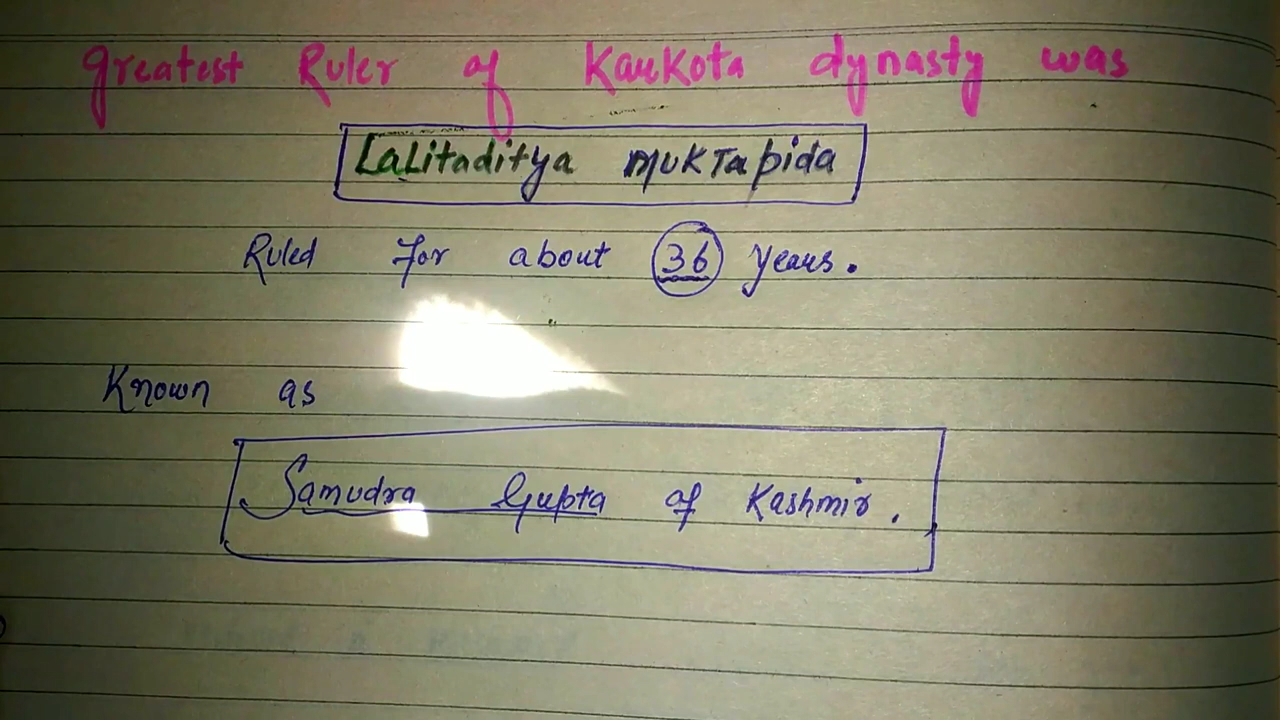 greatest Ruler of Karkota dynasty was
Lalitaditya muktapida
Ruled for about 36 years.
Known as
Samudra Gupta of Kashmir.